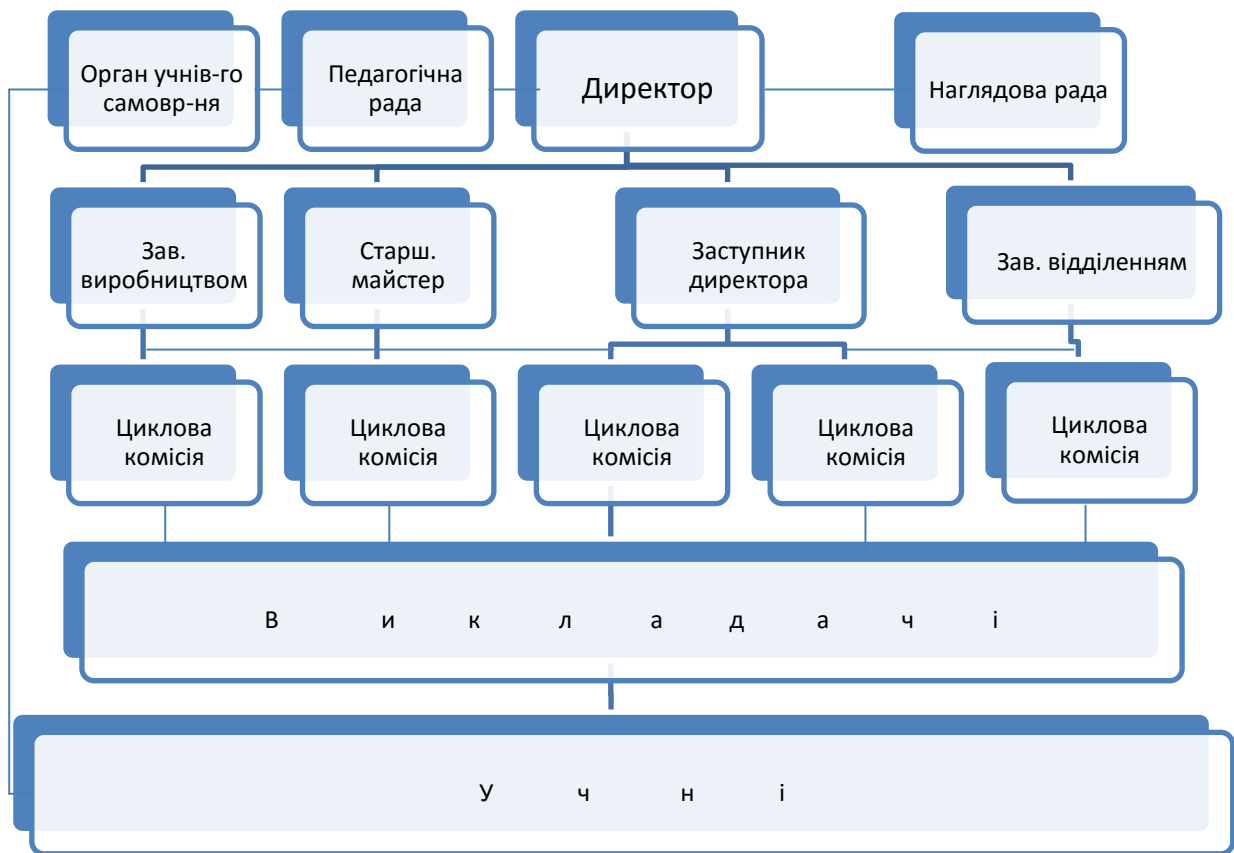 Орган учнів-го
самовр-ня
Педагогічна
рада
Директор
Наглядова рада
Зав.
виробництвом
Старш.
майстер
Заступник
директора
Зав. відділенням
Циклова
комісія
Циклова
комісія
Циклова
комісія
Циклова
комісія
Циклова
комісія
В и к л а д а ч і
У ч н і